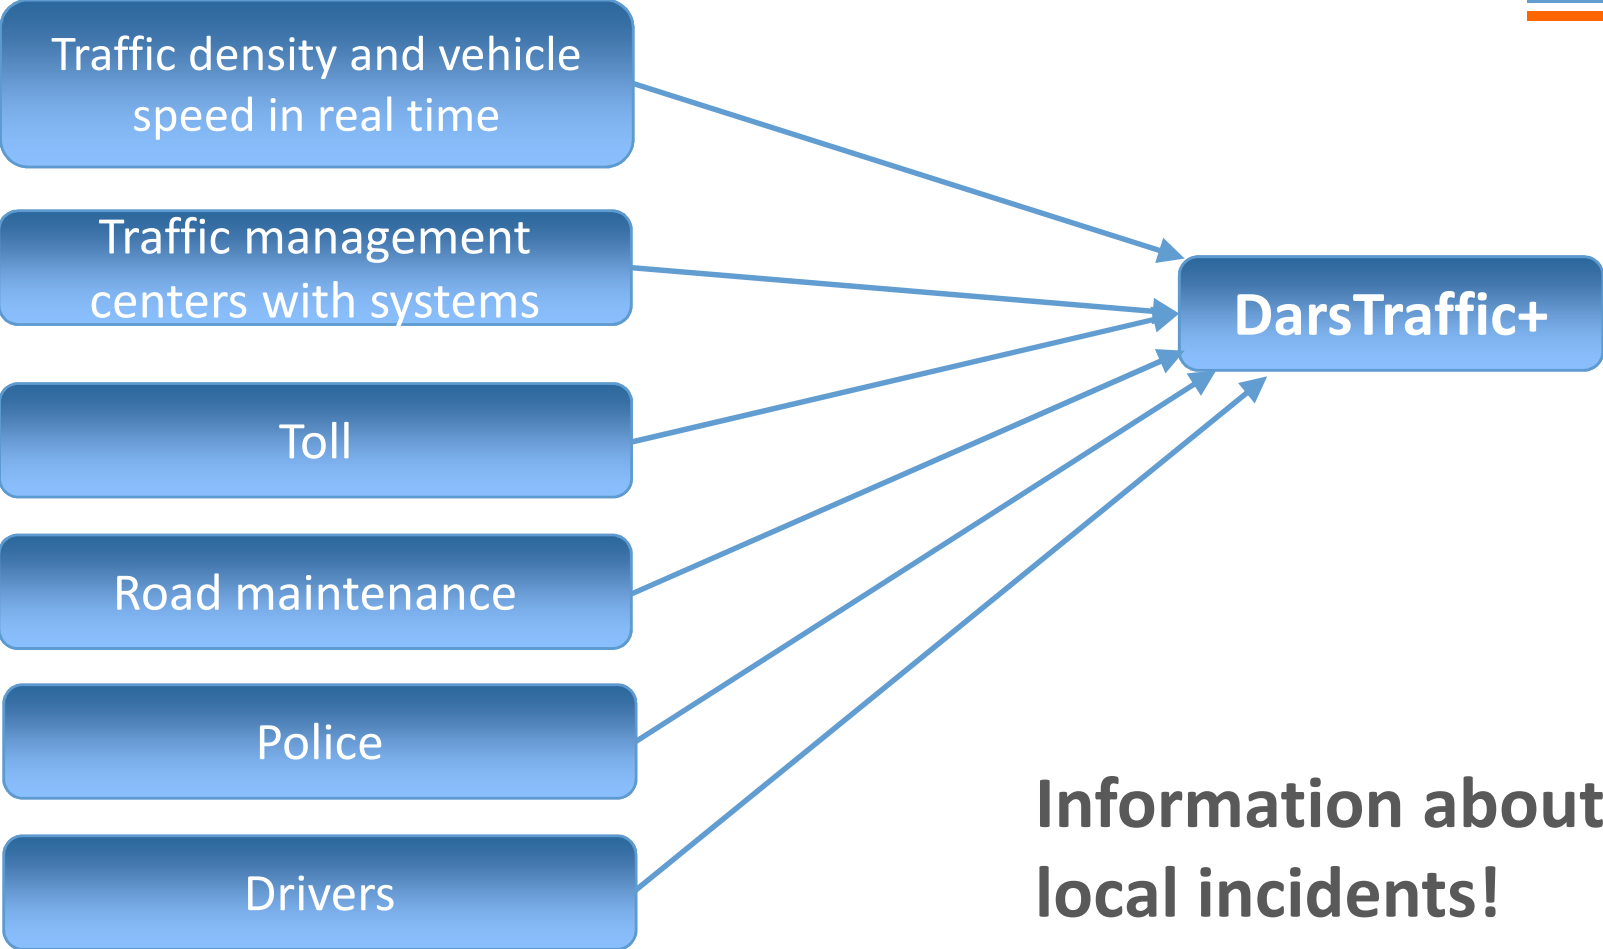 Traffic density and vehicle
speed in real time
Traffic management
centers with systems
DarsTraffic+
Toll
Road maintenance
Police
Drivers
Information about
local incidents!